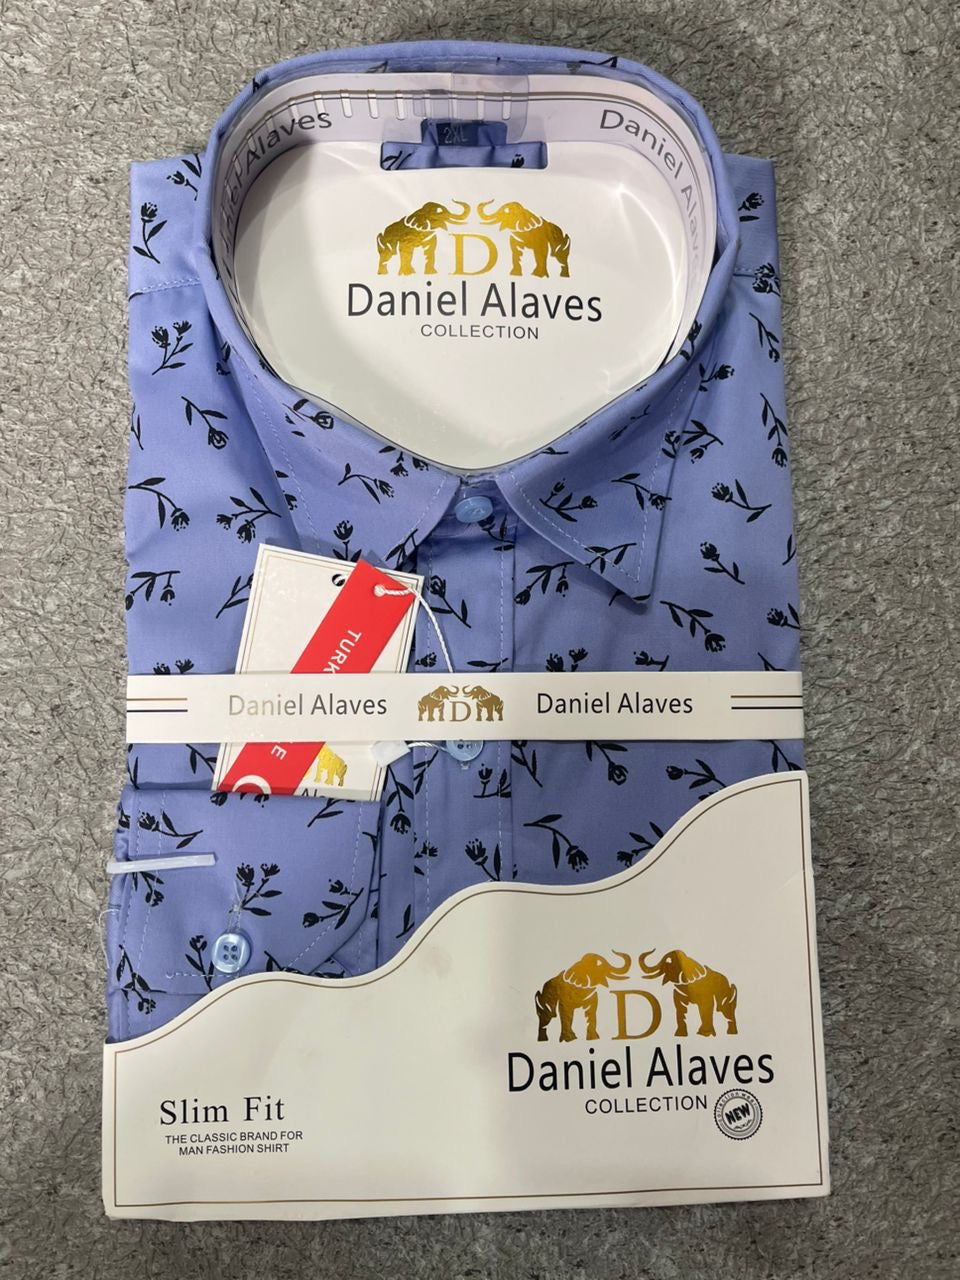 Daniel Alaves
Daniel Alaves
2XL
D
Daniel Alaves
COLLECTION
Daniel Alaves
D
Daniel Alaves
D
Daniel Alaves
COLLECTION
NEW
Slim Fit
THE CLASSIC BRAND FOR
MAN FASHION SHIRT